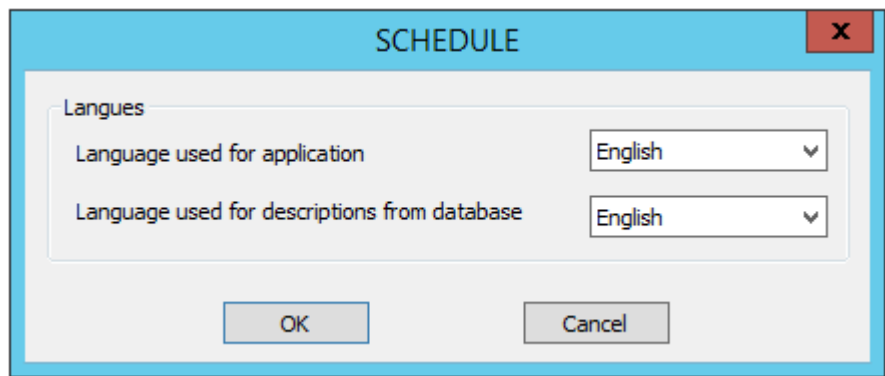 SCHEDULE
x
Langues
Language used for application English
Language used for descriptions from database English
OK Cancel